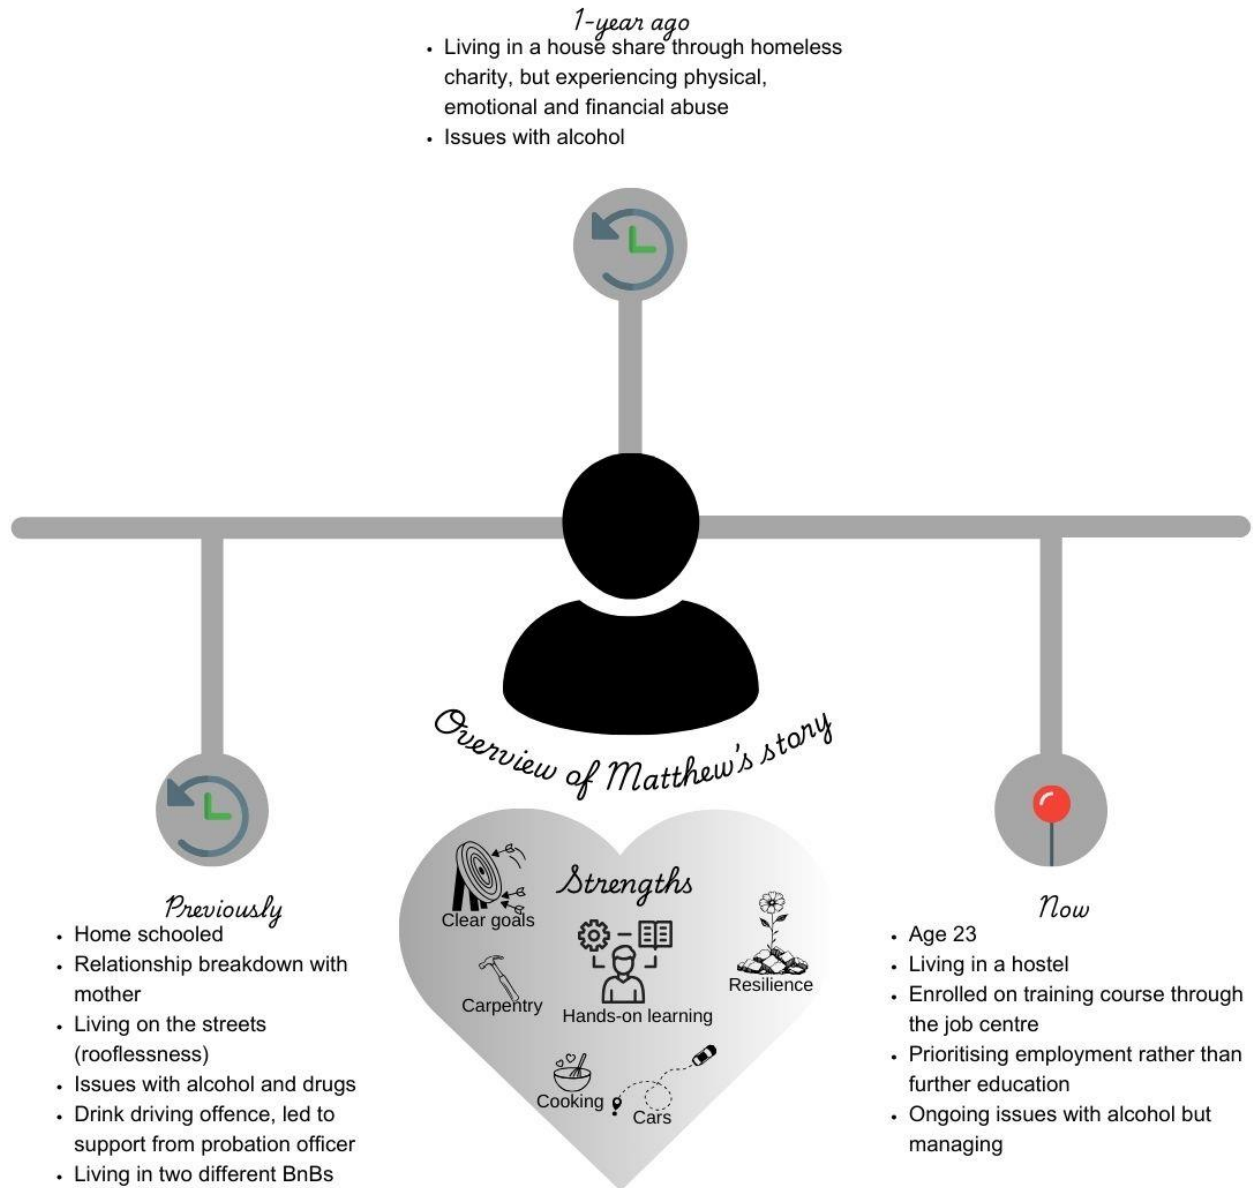 1-year ago
• Living in a house share through homeless
charity, but experiencing physical,
emotional and financial abuse
• Issues with alcohol
Overview of Matthew's story
Previously
• Home schooled
• Relationship breakdown with
mother
• Living on the streets
(rooflessness)
• Issues with alcohol and drugs
• Drink driving offence, led to
support from probation officer
• Living in two different BnBs
Strengths
Clear goals
Carpentry
Hands-on learning
Resilience
Cooking
Cars
Now
• Age 23
• Living in a hostel
• Enrolled on training course through
the job centre
• Prioritising employment rather than
further education
• Ongoing issues with alcohol but
managing